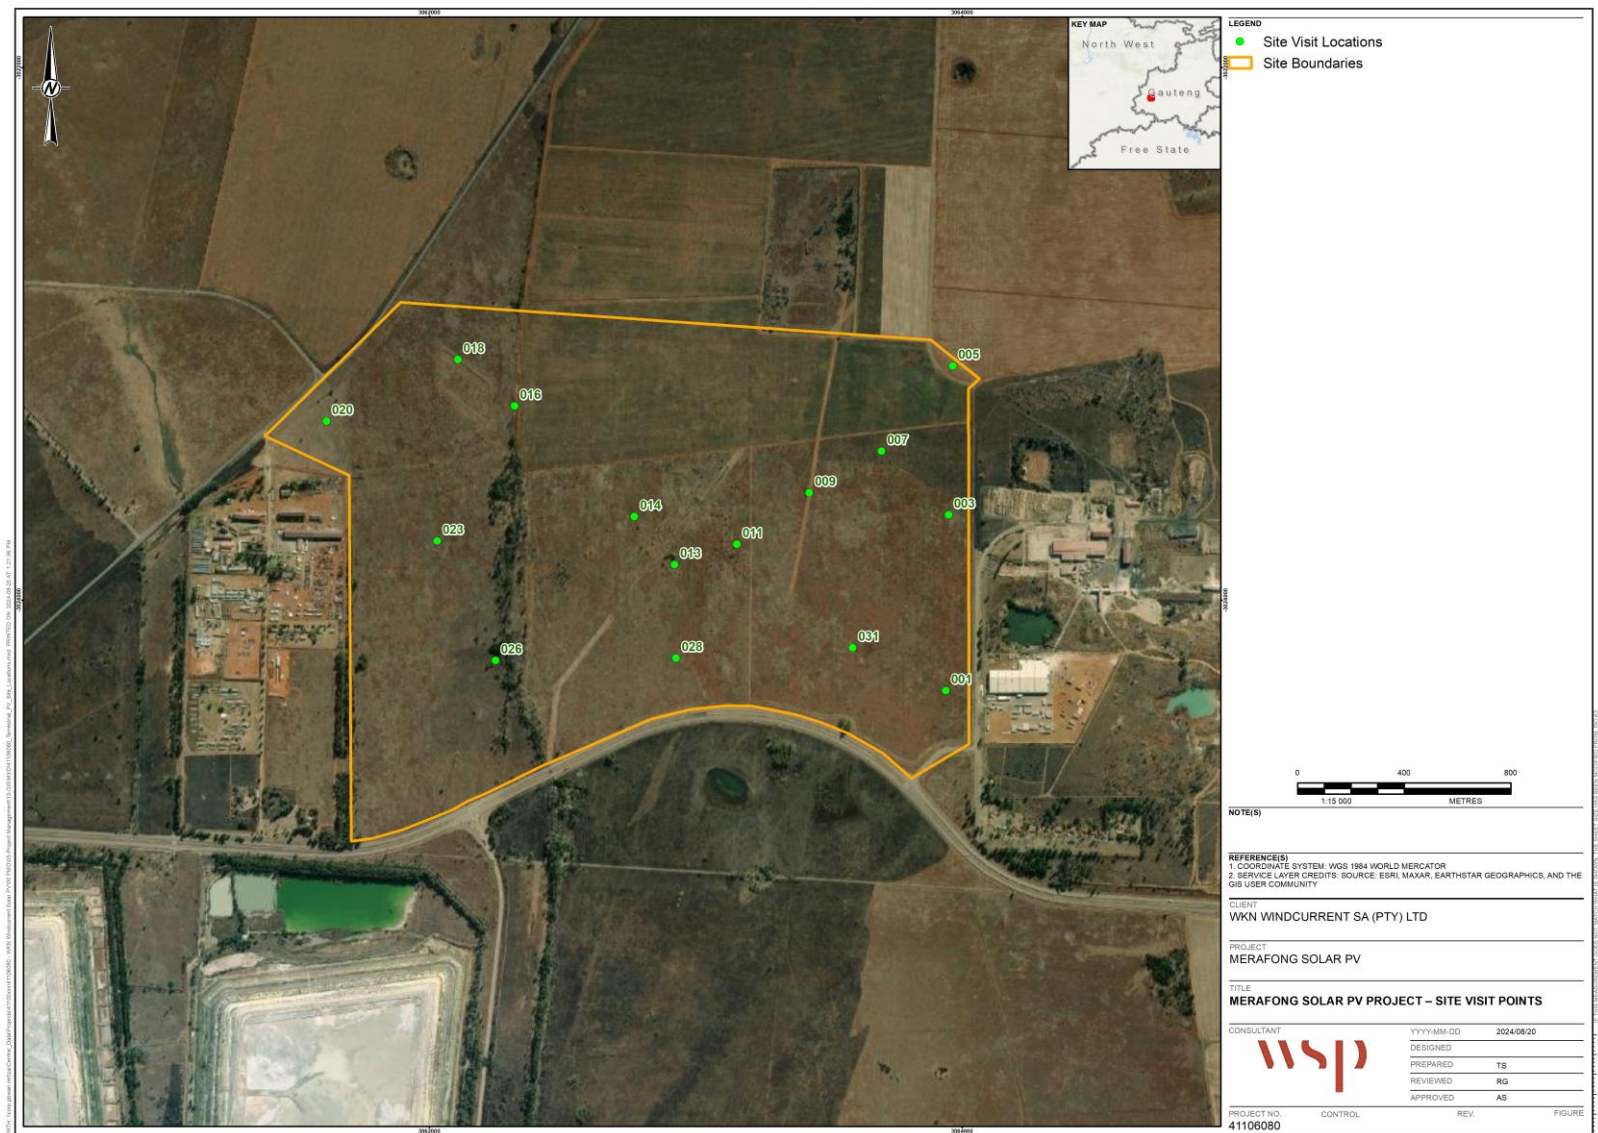 3062000
3064000
KEY MAP
North West
Gauteng
Free State
N
LEGEND
Site Visit Locations
Site Boundaries
018
005
016
020
007
009
003
014
023
011
013
026
028
031
001
0 400 800
1:15 000 METRES
NOTE(S)
REFERENCE(S)
1. COORDINATE SYSTEM: WGS 1984 WORLD MERCATOR
2. SERVICE LAYER CREDITS: SOURCE: ESRI, MAXAR, EARTHSTAR GEOGRAPHICS, AND THE
GIS USER COMMUNITY
CLIENT
WKN WINDCURRENT SA (PTY) LTD
PROJECT
MERAFONG SOLAR PV
TITLE
MERAFONG SOLAR PV PROJECT – SITE VISIT POINTS
CONSULTANT
wsp
YYYY-MM-DD 2024/08/20
DESIGNED
PREPARED TS
REVIEWED RG
APPROVED AS
PROJECT NO. CONTROL REV. FIGURE
41106080
3062000
3064000